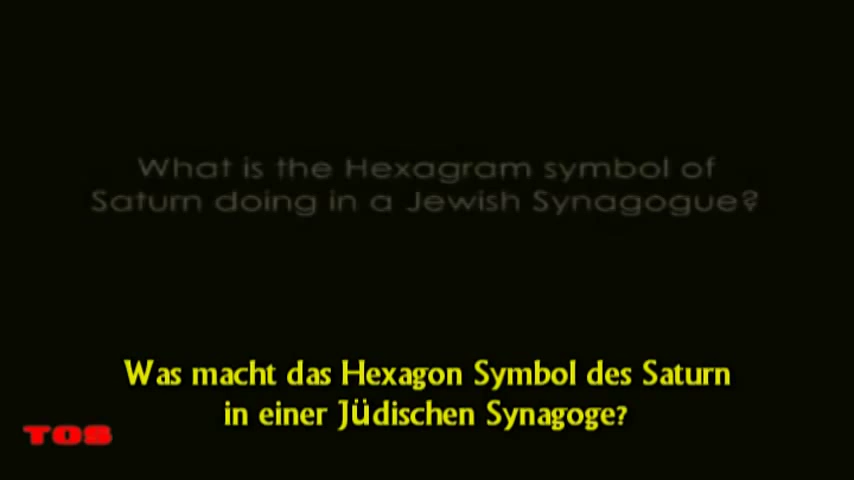 What is the Hexagram symbol of
Saturn doing in a Jewish Synagogue?
Was macht das Hexagon Symbol des Saturn
in einer Jüdischen Synagoge?
TOS